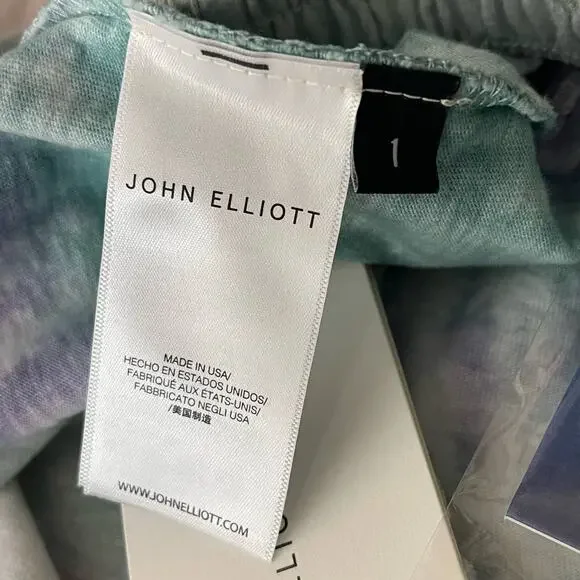 JOHN ELLIOTT
1
MADE IN USA/
HECHO EN ESTADOS UNIDOS/
FABRIQUÉ AUX ÉTATS-UNIS/
FABBRICATO NEGLI USA
/美国制造
WWW.JOHNELLIOTT.COM